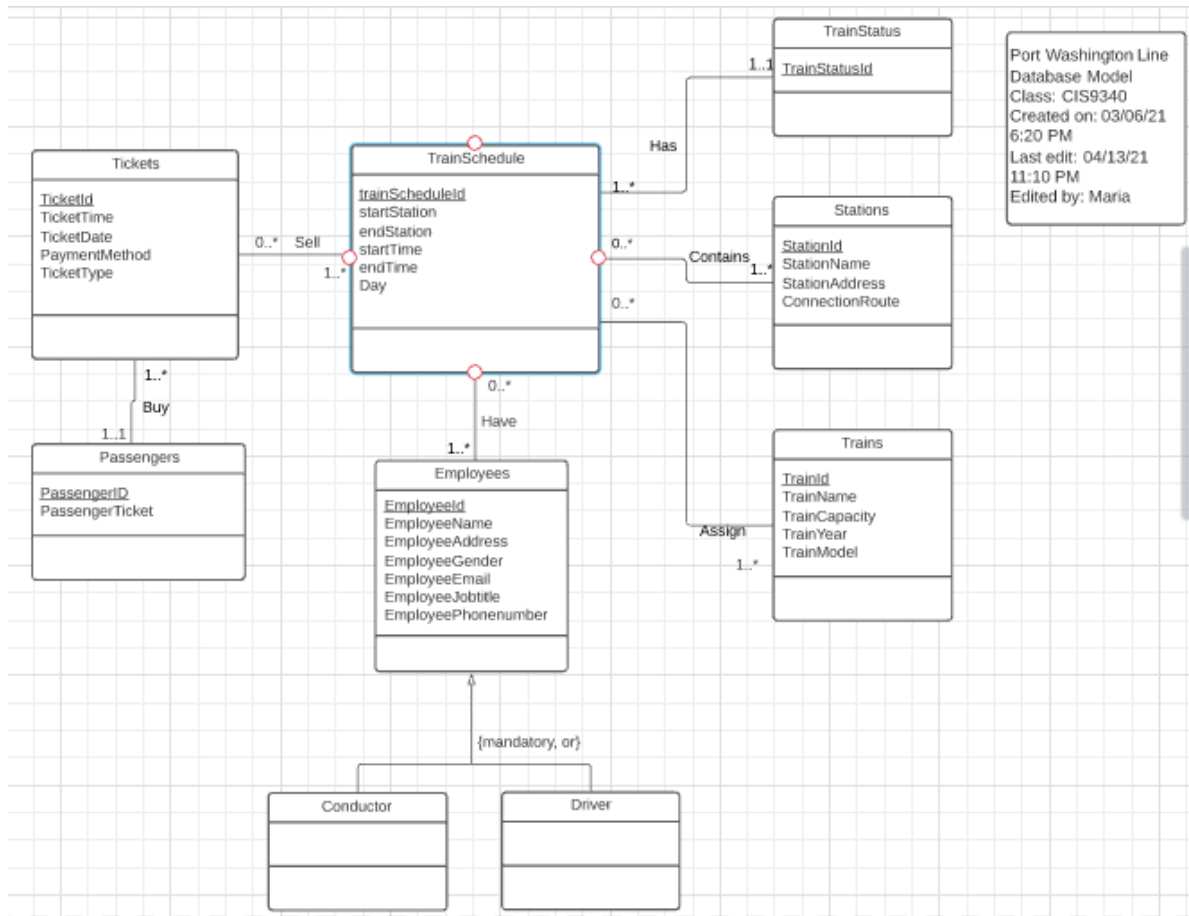 TrainStatus
1..1
TrainStatusId
Port Washington Line
Database Model
Class: CIS9340
Created on: 03/06/21
6:20 PM
Last edit: 04/13/21
11:10 PM
Edited by: Maria
Has
1..*
Tickets
TicketId
TicketTime
TicketDate
PaymentMethod
TicketType
0..*
Sell
1..*
TrainSchedule
trainScheduleId
startStation
endStation
startTime
endTime
Day
0..*
Contains
1..*
Stations
StationId
StationName
StationAddress
ConnectionRoute
0..*
Assign
1..*
Trains
TrainId
TrainName
TrainCapacity
TrainYear
TrainModel
1..*
Buy
1..1
Passengers
PassengerID
PassengerTicket
0..*
Have
1..*
Employees
EmployeeId
EmployeeName
EmployeeAddress
EmployeeGender
EmployeeEmail
EmployeeJobtitle
EmployeePhonenumber
{mandatory, or}
Conductor
Driver